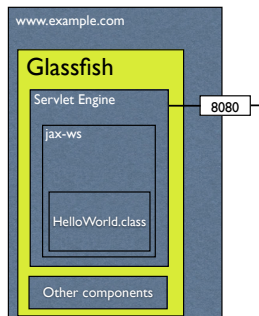 www.example.com
Glassfish
Servlet Engine
8080
jax-ws
HelloWorld.class
Other components